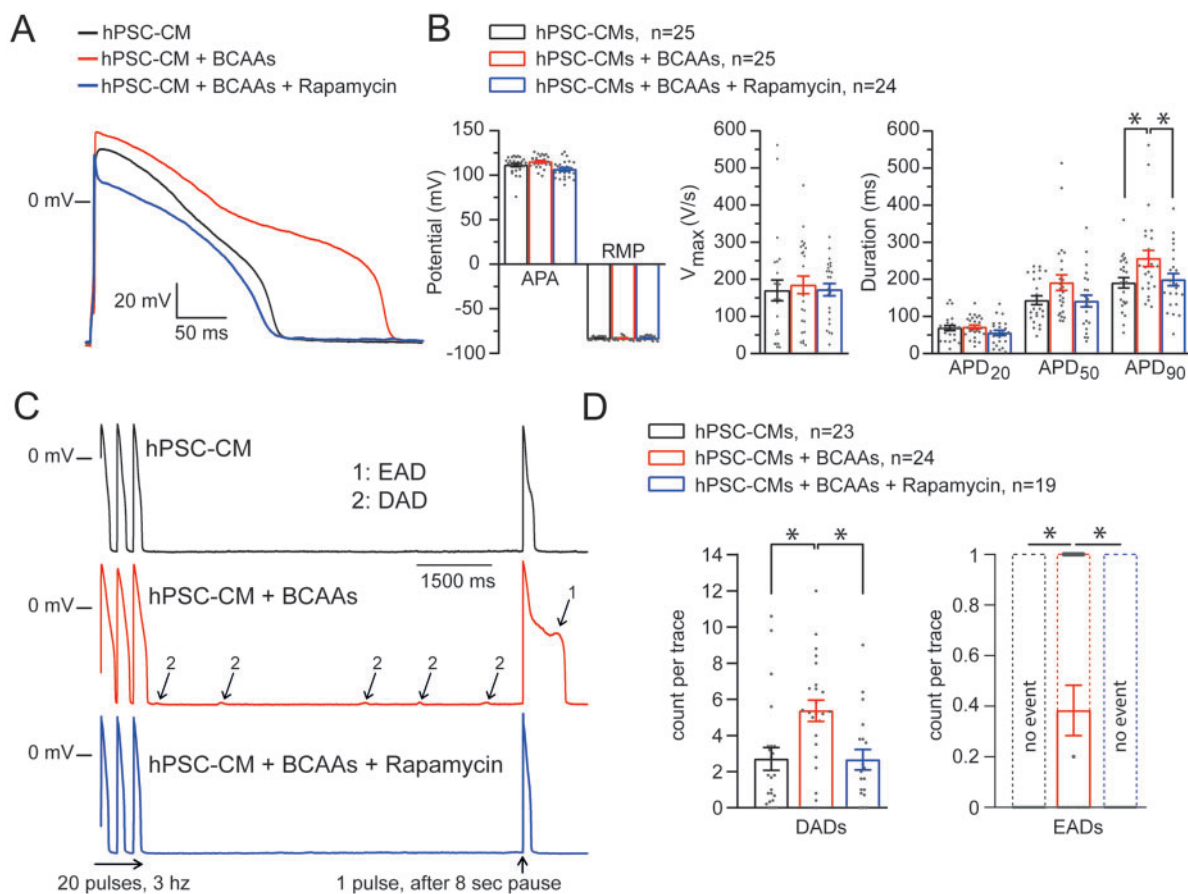 A
hPSC-CM
hPSC-CM + BCAAs
hPSC-CM + BCAAs + Rapamycin
0 mV
20 mV
50 ms
B
hPSC-CMs, n=25
hPSC-CMs + BCAAs, n=25
hPSC-CMs + BCAAs + Rapamycin, n=24
Potential (mV)
150
100
50
0
-50
-100
APA
RMP
Vmax (V/s)
600
500
400
300
200
100
0
Duration (ms)
600
500
400
300
200
100
0
* *
APD20 APD50 APD90
C
0 mV
hPSC-CM
1: EAD
2: DAD
1500 ms
0 mV
hPSC-CM + BCAAs
1
2 2 2 2 2
0 mV
hPSC-CM + BCAAs + Rapamycin
20 pulses, 3 hz
1 pulse, after 8 sec pause
D
hPSC-CMs, n=23
hPSC-CMs + BCAAs, n=24
hPSC-CMs + BCAAs + Rapamycin, n=19
count per trace
14
12
10
8
6
4
2
0
* *
DADs
count per trace
1
0.8
0.6
0.4
0.2
0
* *
no event
no event
EADs